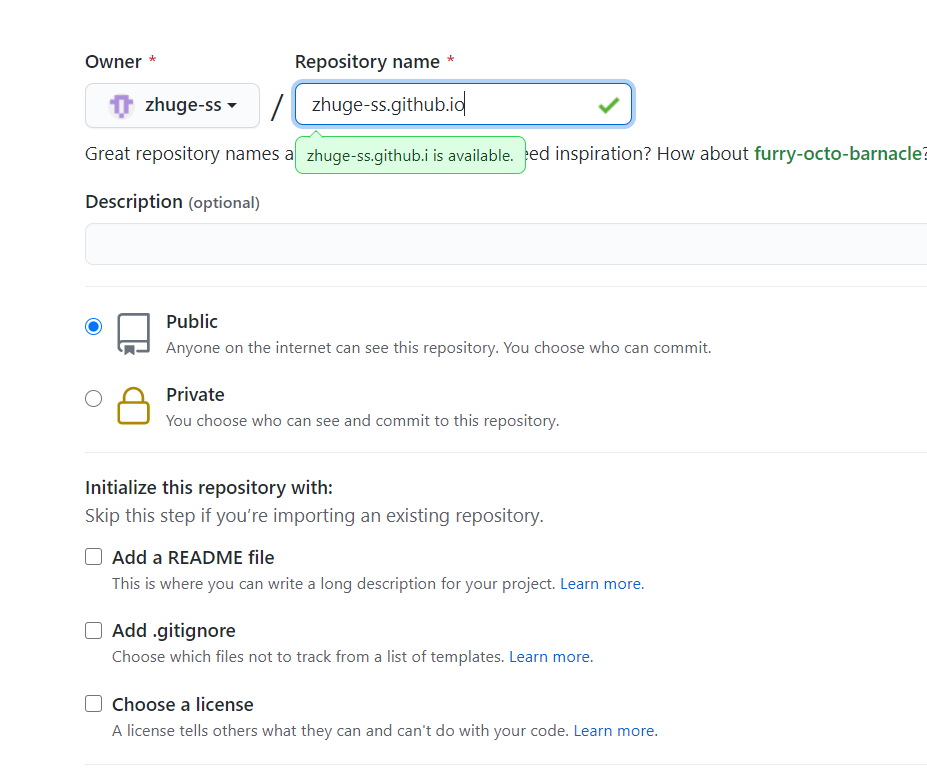 Owner * Repository name *
zhuge-ss / zhuge-ss.github.io
Great repository names a zhuge-ss.github.i is available. eed inspiration? How about furry-octo-barnacle?
Description (optional)
Public
Anyone on the internet can see this repository. You choose who can commit.
Private
You choose who can see and commit to this repository.
Initialize this repository with:
Skip this step if you’re importing an existing repository.
Add a README file
This is where you can write a long description for your project. Learn more.
Add .gitignore
Choose which files not to track from a list of templates. Learn more.
Choose a license
A license tells others what they can and can't do with your code. Learn more.